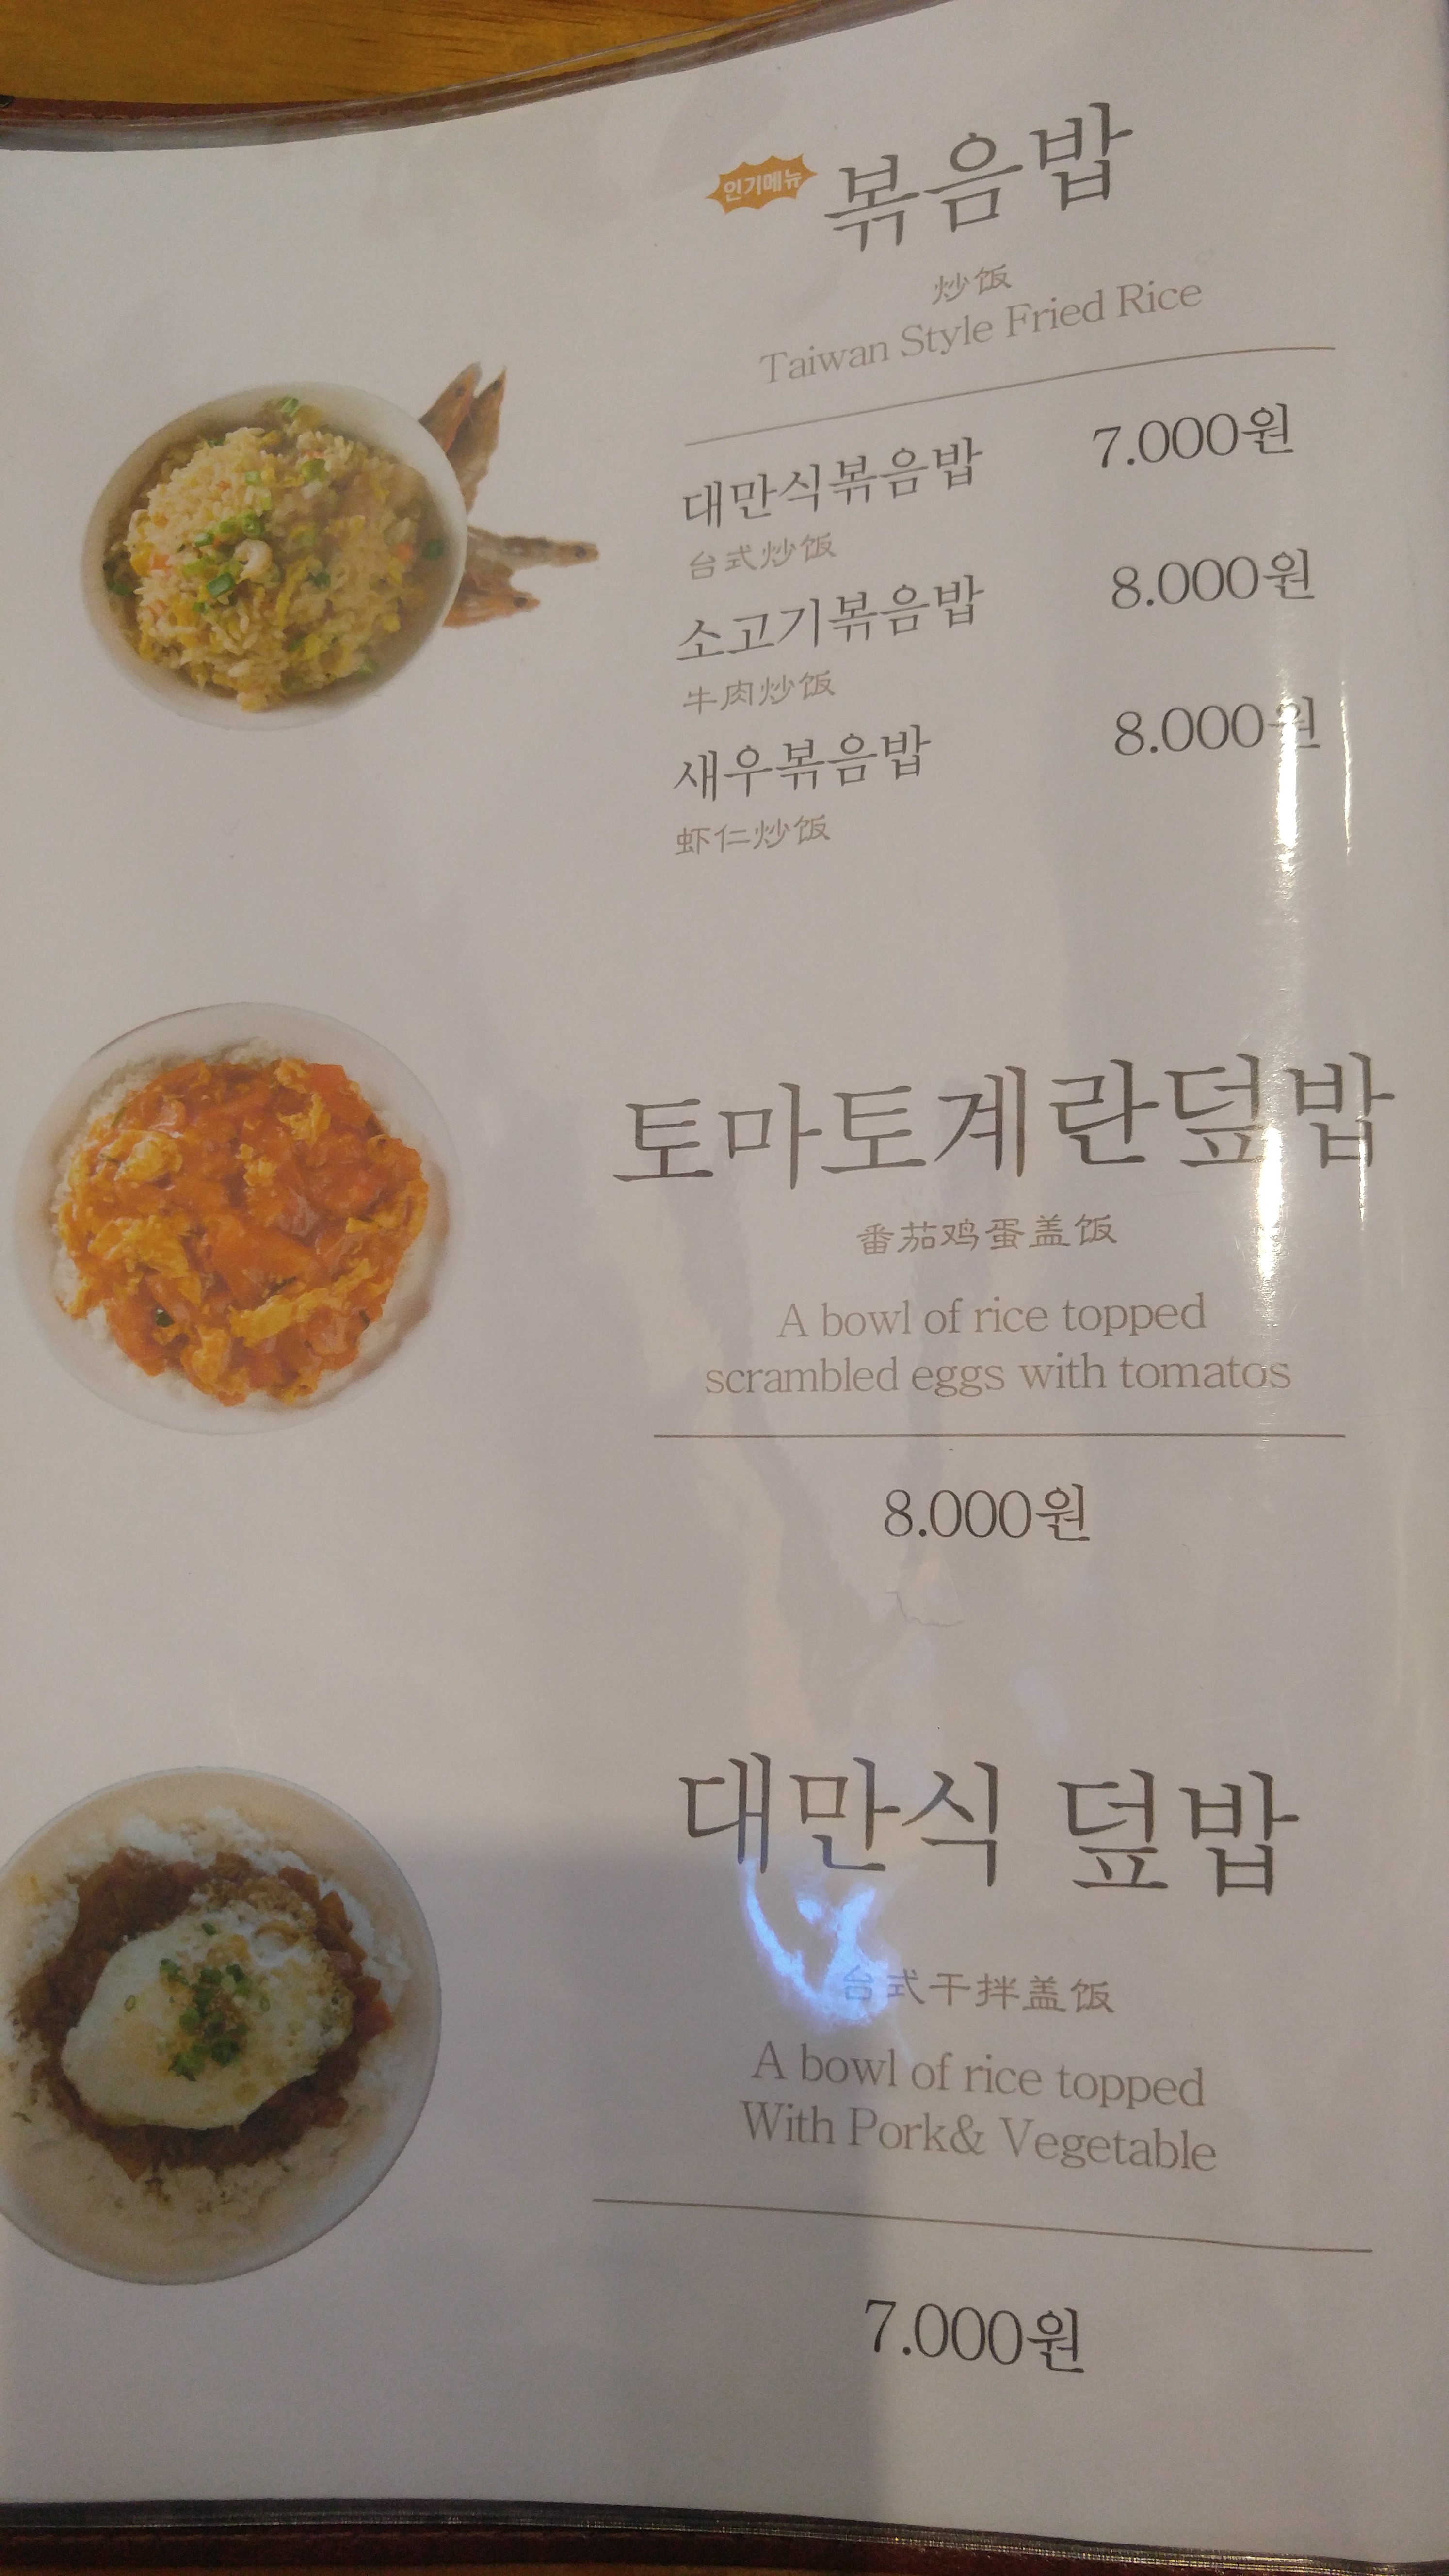 인기메뉴 볶음밥
炒饭
Taiwan Style Fried Rice
대만식볶음밥 7.000원
台式炒饭
소고기볶음밥 8.000원
牛肉炒饭
새우볶음밥 8.000원
虾仁炒饭
토마토계란덮밥
番茄鸡蛋盖饭
A bowl of rice topped
scrambled eggs with tomatos
8.000원
대만식 덮밥
台式干拌盖饭
A bowl of rice topped
With Pork& Vegetable
7.000원